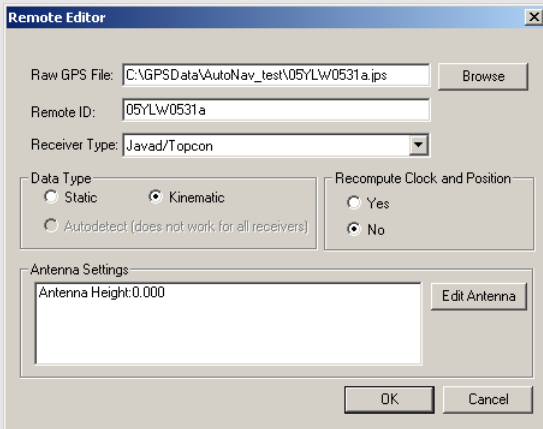 Remote Editor
Raw GPS File: C:\GPSData\AutoNav_test\05YLW0531a.jps Browse
Remote ID: 05YLW0531a
Receiver Type: Javad/Topcon
Data Type
Static Kinematic
Autodetect (does not work for all receivers)
Recompute Clock and Position
Yes
No
Antenna Settings
Antenna Height:0.000
Edit Antenna
OK Cancel